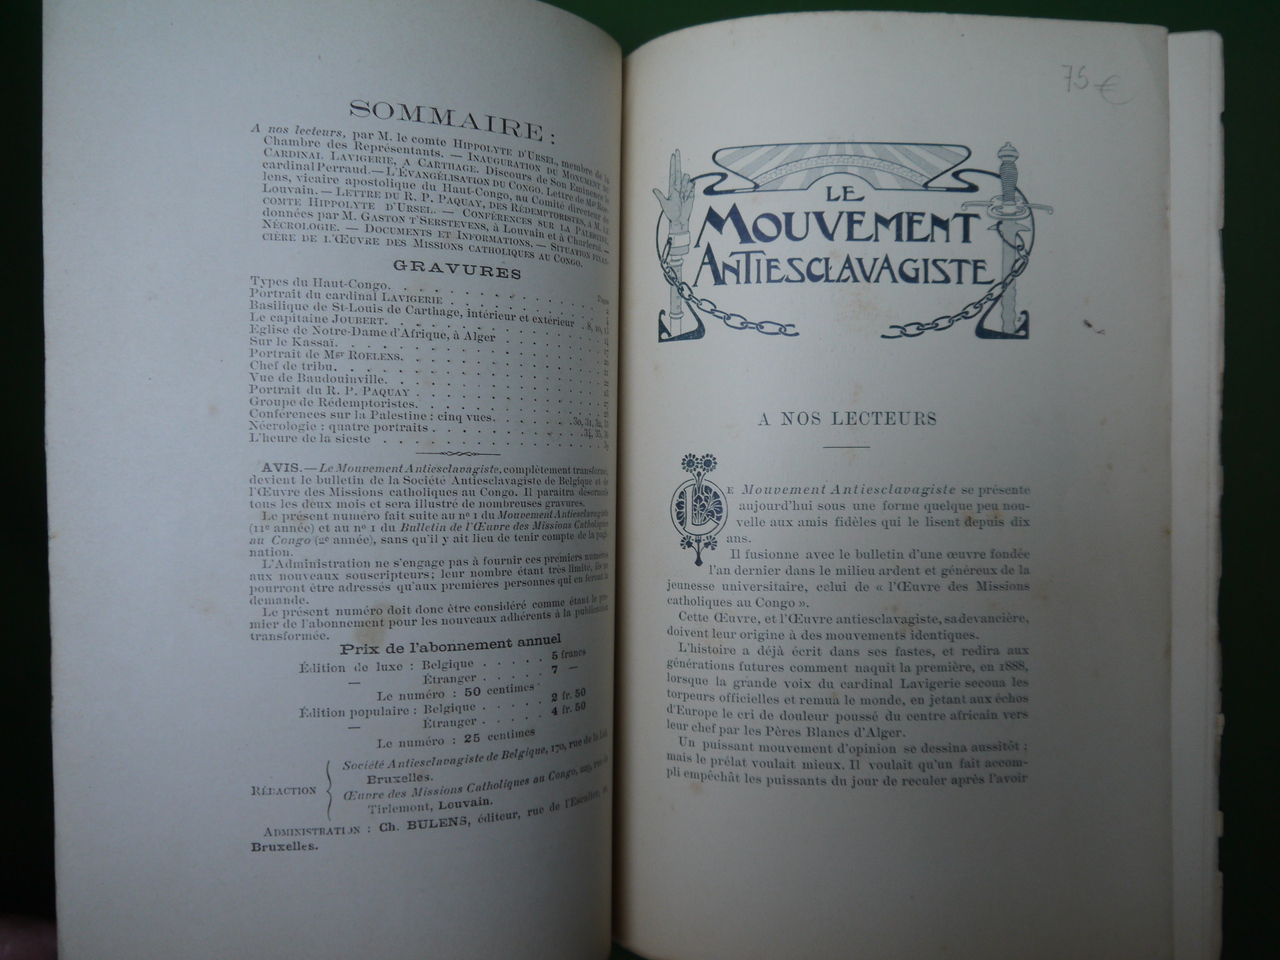 SOMMAIRE :
A nos lecteurs, par M. le comte HIPPOLYTE D'URSEL, membre de la
Chambre des Représentants. — INAUGURATION DU MONUMENT DU
CARDINAL LAVIGERIE, A CARTHAGE. Discours de Son Eminence le
cardinal Perraud. — L'ÉVANGÉLISATION DU CONGO. Lettre de Mgr Roe-
lens, vicaire apostolique du Haut-Congo, au Comité directeur de
Louvain. — LETTRE DU R. P. PAQUAY, DES RÉDEMPTORISTES, A M. LE
COMTE HIPPOLYTE D'URSEL. — CONFÉRENCES SUR LA PALESTINE,
données par M. GASTON T'SERSTEVENS, à Louvain et à Charleroi. —
NÉCROLOGIE. — DOCUMENTS ET INFORMATIONS. — SITUATION FINAN-
CIÈRE DE L'ŒUVRE DES MISSIONS CATHOLIQUES AU CONGO.
GRAVURES
Pages
Types du Haut-Congo. 2
Portrait du cardinal LAVIGERIE 4
Basilique de St-Louis de Carthage, intérieur et extérieur 8, 10,
Le capitaine JOUBERT.
Eglise de Notre-Dame d'Afrique, à Alger
Sur le Kassaï.
Portrait de Mgr ROELENS.
Chef de tribu.
Vue de Baudouinville.
Portrait du R. P. PAQUAY
Groupe de Rédemptoristes.
Conférences sur la Palestine : cinq vues. 30, 31, 32,
Nécrologie : quatre portraits 34, 35,
L'heure de la sieste
AVIS. — Le Mouvement Antiesclavagiste, complètement transformé,
devient le bulletin de la Société Antiesclavagiste de Belgique et de
l'Œuvre des Missions catholiques au Congo. Il paraîtra désormais
tous les deux mois et sera illustré de nombreuses gravures.
Le présent numéro fait suite au nº 1 du Mouvement Antiesclavagiste
(11e année) et au nº 1 du Bulletin de l'Œuvre des Missions Catholiques
au Congo (2e année), sans qu'il y ait lieu de tenir compte de la pagi-
nation.
L'Administration ne s'engage pas à fournir ces premiers numéros
aux nouveaux souscripteurs; leur nombre étant très limité, ils ne
pourront être adressés qu'aux premières personnes qui en feront la
demande.
Le présent numéro doit donc être considéré comme étant le pre-
mier de l'abonnement pour les nouveaux adhérents à la publication
transformée.
Prix de l'abonnement annuel
Édition de luxe : Belgique 5 francs
— Étranger 7 —
Le numéro : 50 centimes
Édition populaire : Belgique 2 fr. 50
— Étranger 4 fr. 50
Le numéro : 25 centimes
RÉDACTION
Société Antiesclavagiste de Belgique, 170, rue de la Loi,
Bruxelles.
Œuvre des Missions Catholiques au Congo, rue de
Tirlemont, Louvain.
ADMINISTRATION : Ch. BULENS, éditeur, rue de l'Escalier,
Bruxelles.
75 €
LE
MOUVEMENT
ANTIESCLAVAGISTE
A NOS LECTEURS
LE Mouvement Antiesclavagiste se présente
aujourd'hui sous une forme quelque peu nou-
velle aux amis fidèles qui le lisent depuis dix
ans.
Il fusionne avec le bulletin d'une œuvre fondée
l'an dernier dans le milieu ardent et généreux de la
jeunesse universitaire, celui de « l'Œuvre des Missions
catholiques au Congo ».
Cette Œuvre, et l'Œuvre antiesclavagiste, sa devancière,
doivent leur origine à des mouvements identiques.
L'histoire a déjà écrit dans ses fastes, et redira aux
générations futures comment naquit la première, en 1888,
lorsque la grande voix du cardinal Lavigerie secoua les
torpeurs officielles et remua le monde, en jetant aux échos
d'Europe le cri de douleur poussé du centre africain vers
leur chef par les Pères Blancs d'Alger.
Un puissant mouvement d'opinion se dessina aussitôt ;
mais le prélat voulait mieux. Il voulait qu'un fait accom-
pli empêchât les puissants du jour de reculer après l'avoir